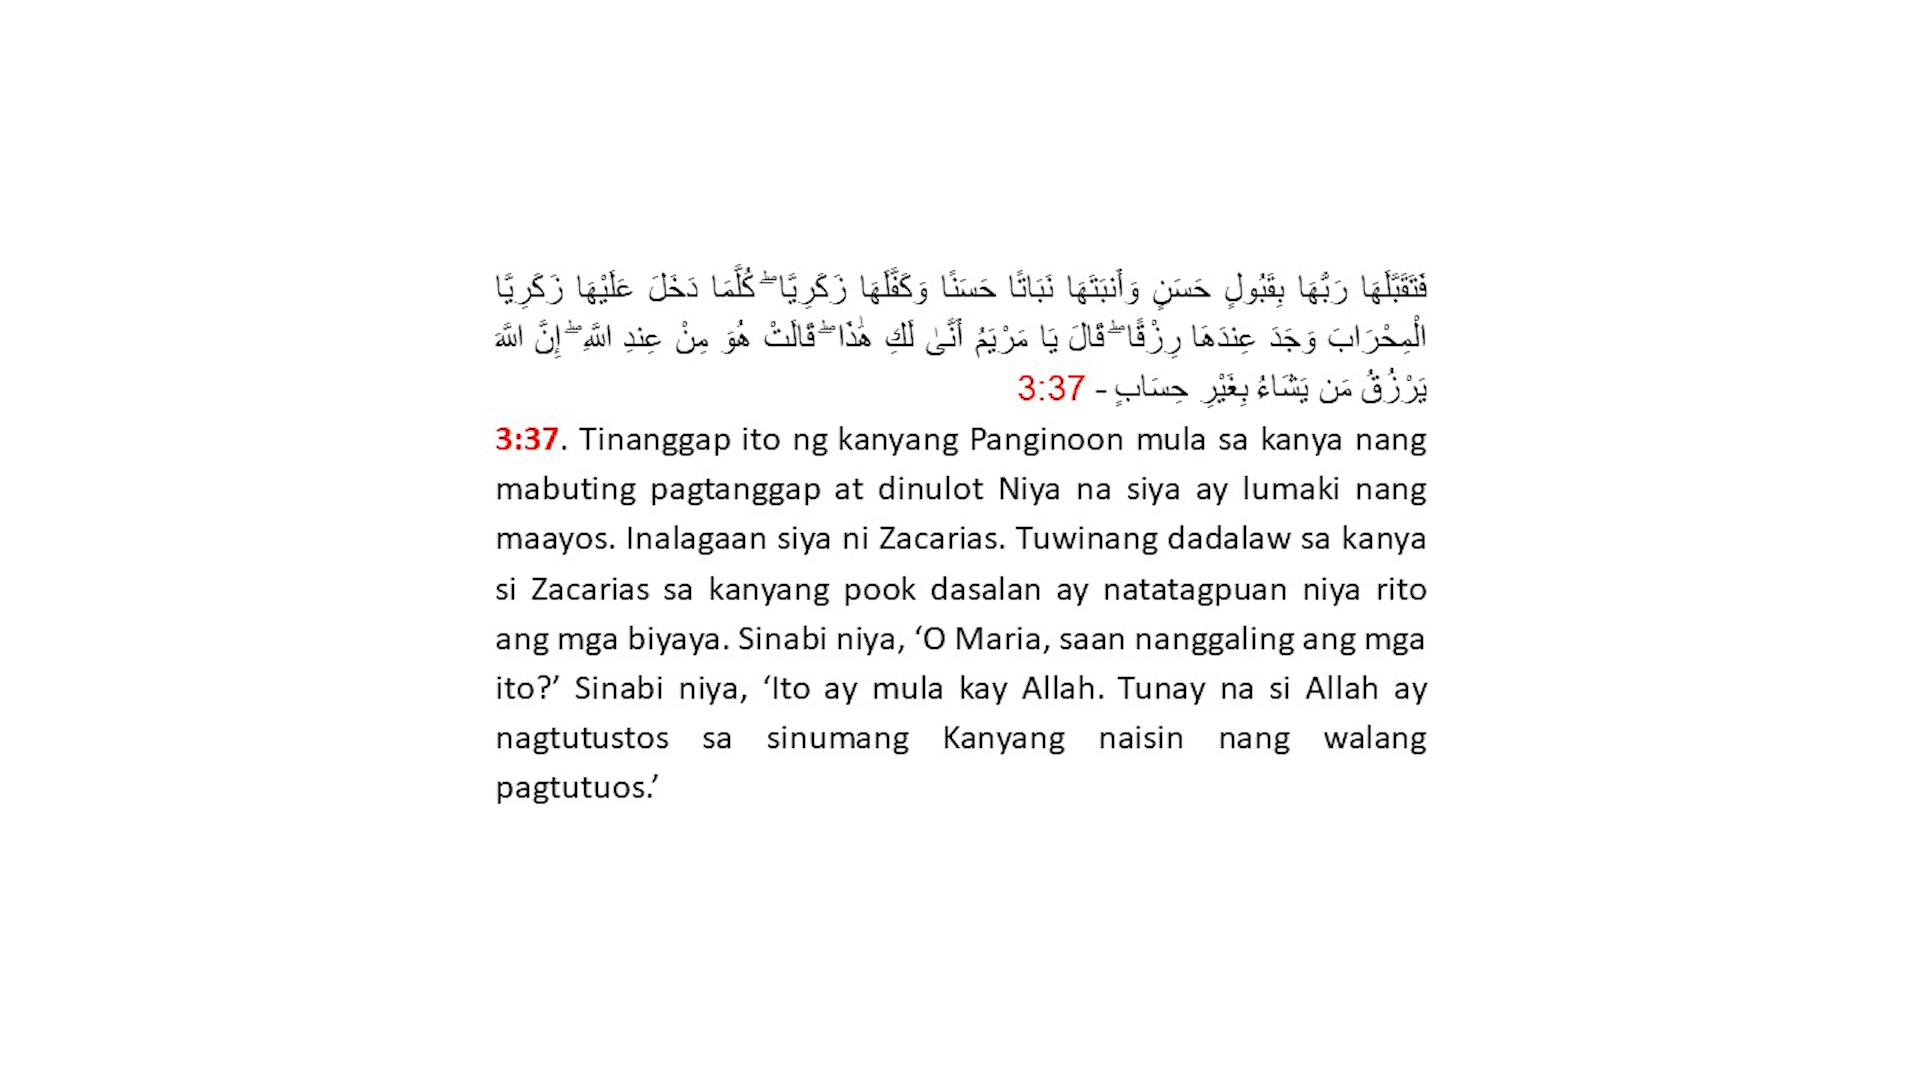 فَتَقَبَّلَهَا رَبُّهَا بِقَبُولٍ حَسَنٍ وَأَنبَتَهَا نَبَاتًا حَسَنًا وَكَفَّلَهَا زَكَرِيَّا ۖ كُلَّمَا دَخَلَ عَلَيْهَا زَكَرِيَّا
الْمِحْرَابَ وَجَدَ عِندَهَا رِزْقًا ۖ قَالَ يَا مَرْيَمُ أَنَّىٰ لَكِ هَٰذَا ۖ قَالَتْ هُوَ مِنْ عِندِ اللَّهِ ۖ إِنَّ اللَّهَ
يَرْزُقُ مَن يَشَاءُ بِغَيْرِ حِسَابٍ - 3:37
3:37. Tinanggap ito ng kanyang Panginoon mula sa kanya nang
mabuting pagtanggap at dinulot Niya na siya ay lumaki nang
maayos. Inalagaan siya ni Zacarias. Tuwinang dadalaw sa kanya
si Zacarias sa kanyang pook dasalan ay natatagpuan niya rito
ang mga biyaya. Sinabi niya, ‘O Maria, saan nanggaling ang mga
ito?’ Sinabi niya, ‘Ito ay mula kay Allah. Tunay na si Allah ay
nagtutustos sa sinumang Kanyang naisin nang walang
pagtutuos.’